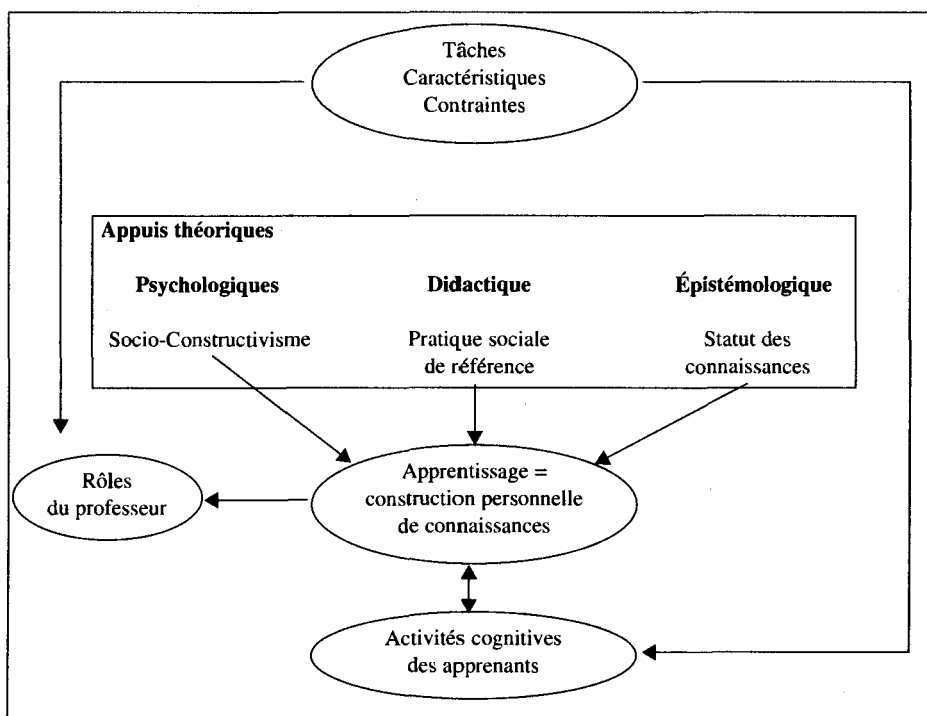 Tâches
Caractéristiques
Contraintes
Appuis théoriques
Psychologiques
Didactique
Épistémologique
Socio-Constructivisme
Pratique sociale
de référence
Statut des
connaissances
Rôles
du professeur
Apprentissage =
construction personnelle
de connaissances
Activités cognitives
des apprenants